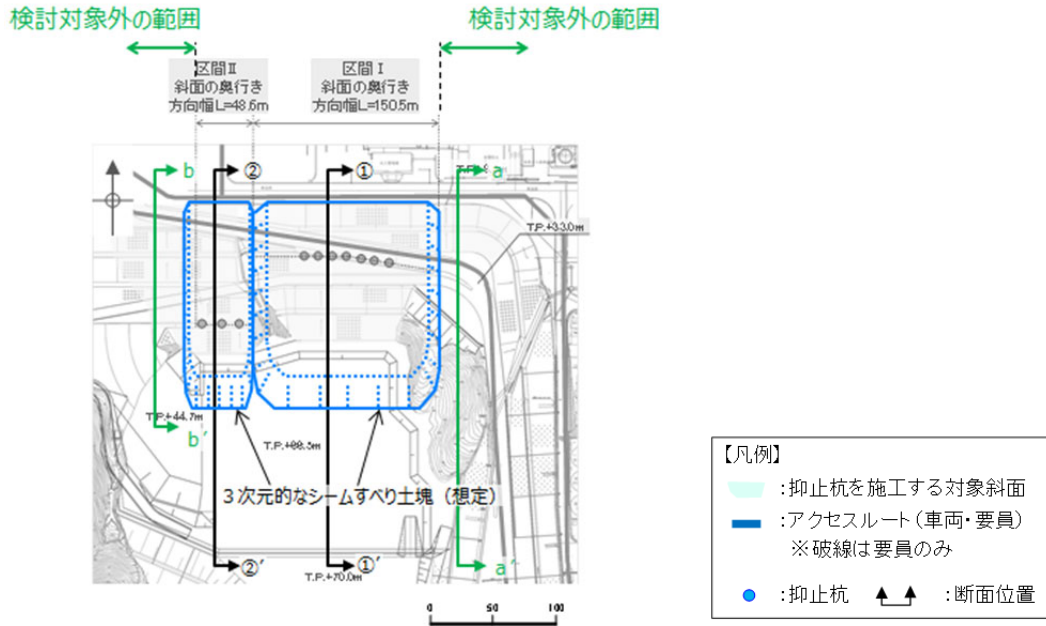 検討対象外の範囲
検討対象外の範囲
区間Ⅱ
斜面の奥行き
方向幅L=48.6m
区間Ⅰ
斜面の奥行き
方向幅L=150.5m
b
②
①
a
T.P.+33.0m
T.P.+44.7m
b´
T.P.+88.5m
3次元的なシームすべり土塊（想定）
②´
①´
a´
T.P.+70.0m
0 50 100
【凡例】
:抑止杭を施工する対象斜面
:アクセスルート（車両・要員）
※破線は要員のみ
:抑止杭
:断面位置